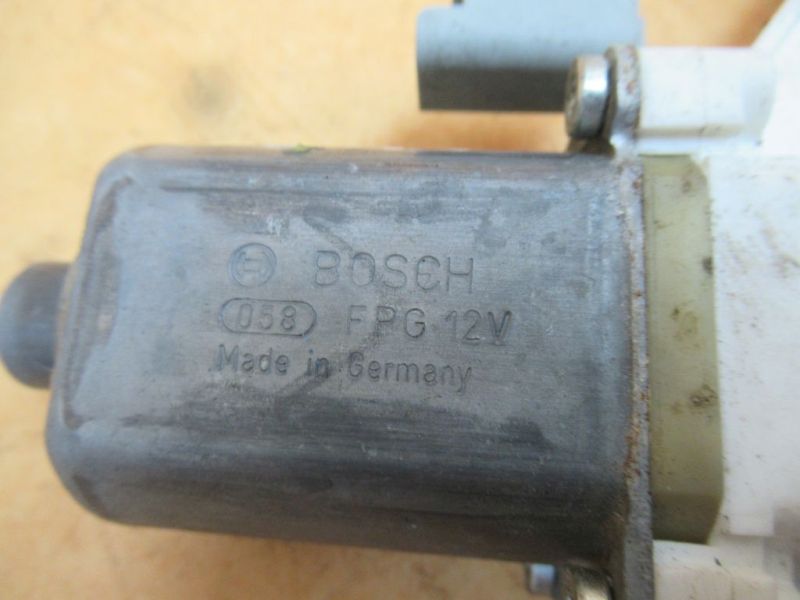 BOSCH
058 FPG 12V
Made in Germany